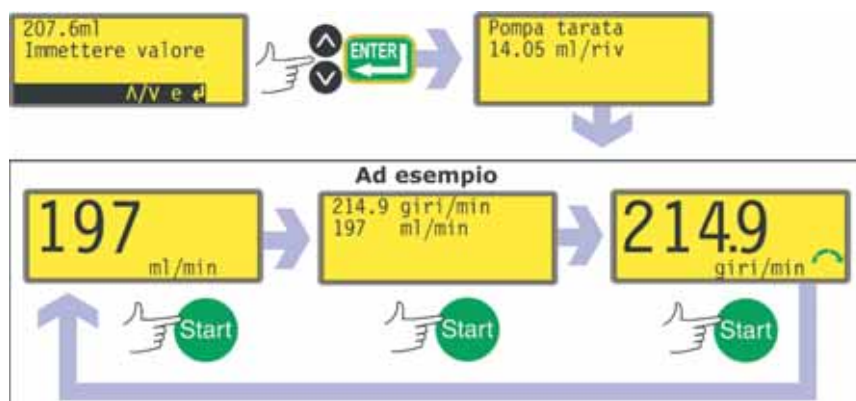 207.6ml
Immettere valore
∧/∨ e ↵
ENTER
Pompa tarata
14.05 ml/riv
Ad esempio
197
ml/min
214.9 giri/min
197 ml/min
214.9
giri/min
Start
Start
Start